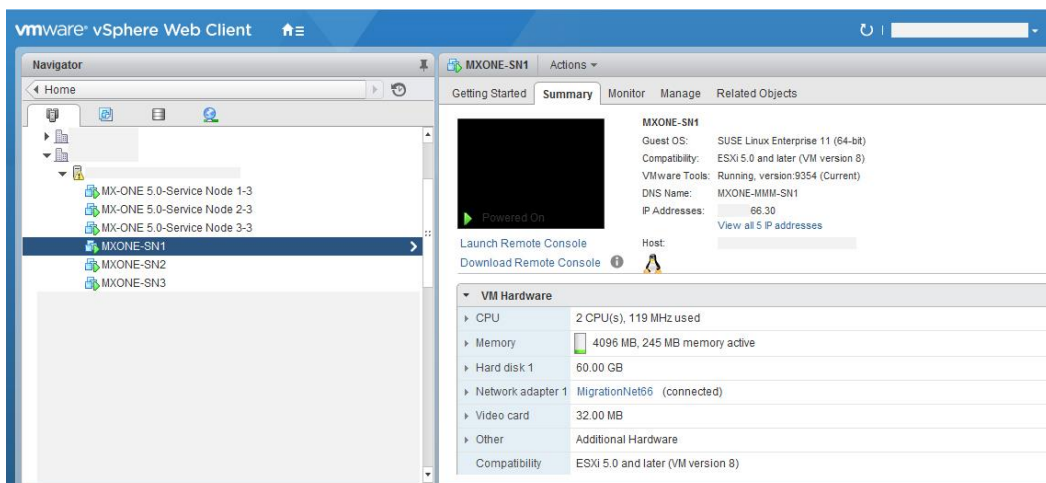 vmware® vSphere Web Client
Navigator
Home
MX-ONE 5.0-Service Node 1-3
MX-ONE 5.0-Service Node 2-3
MX-ONE 5.0-Service Node 3-3
MXONE-SN1
MXONE-SN2
MXONE-SN3
MXONE-SN1 Actions
Getting Started Summary Monitor Manage Related Objects
Powered On
Launch Remote Console
Download Remote Console
MXONE-SN1
Guest OS: SUSE Linux Enterprise 11 (64-bit)
Compatibility: ESXi 5.0 and later (VM version 8)
VMware Tools: Running, version:9354 (Current)
DNS Name: MXONE-MMM-SN1
IP Addresses: 66.30
View all 5 IP addresses
Host:
VM Hardware
CPU 2 CPU(s), 119 MHz used
Memory 4096 MB, 245 MB memory active
Hard disk 1 60.00 GB
Network adapter 1 MigrationNet66 (connected)
Video card 32.00 MB
Other Additional Hardware
Compatibility ESXi 5.0 and later (VM version 8)